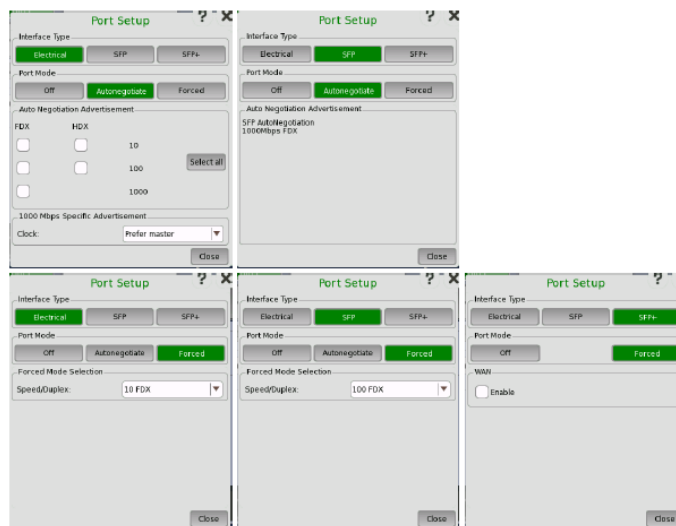 Port Setup ? X
Interface Type
Electrical SFP SFP+
Port Mode
Off Autonegotiate Forced
Auto Negotiation Advertisement
FDX HDX
10
100 Select all
1000
1000 Mbps Specific Advertisement
Clock: Prefer master
Close
Port Setup ? X
Interface Type
Electrical SFP SFP+
Port Mode
Off Autonegotiate Forced
Auto Negotiation Advertisement
SFP AutoNegotiation
1000Mbps FDX
Close
Port Setup ? X
Interface Type
Electrical SFP SFP+
Port Mode
Off Autonegotiate Forced
Forced Mode Selection
Speed/Duplex: 10 FDX
Close
Port Setup ? X
Interface Type
Electrical SFP SFP+
Port Mode
Off Autonegotiate Forced
Forced Mode Selection
Speed/Duplex: 100 FDX
Close
Port Setup ?
Interface Type
Electrical SFP SFP+
Port Mode
Off Forced
WAN
Enable
Close